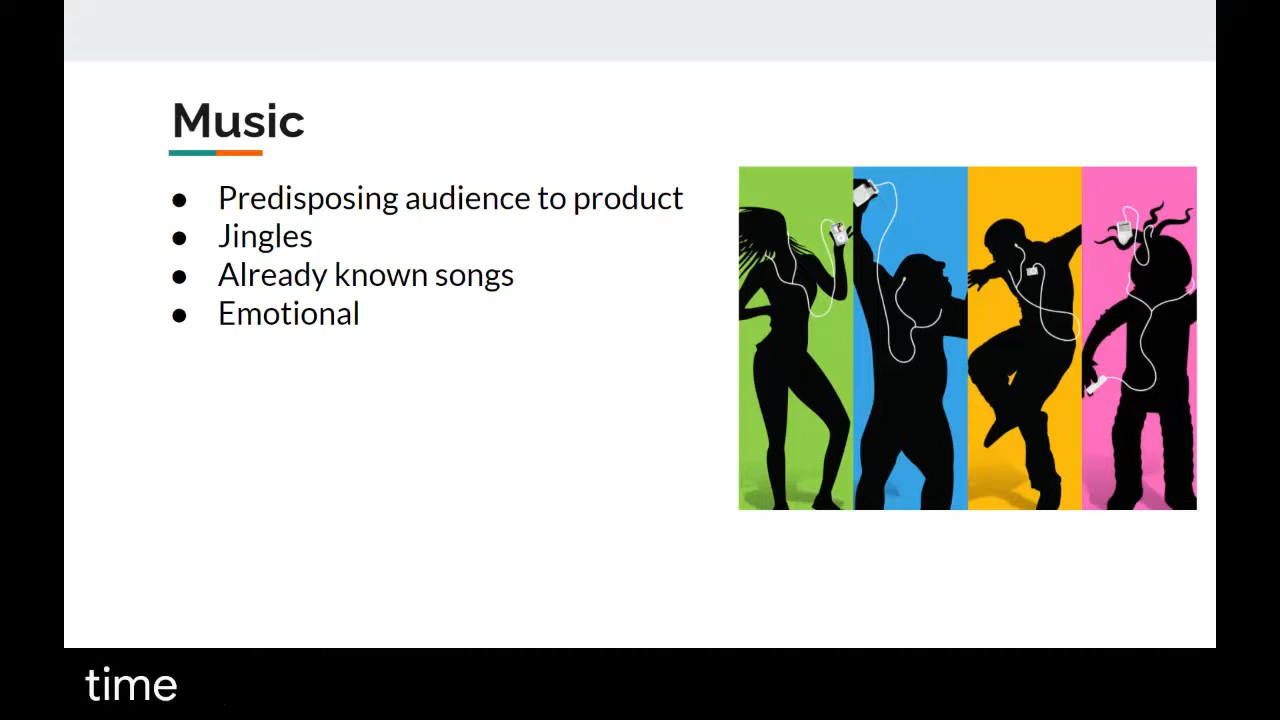 Music
● Predisposing audience to product
● Jingles
● Already known songs
● Emotional
time